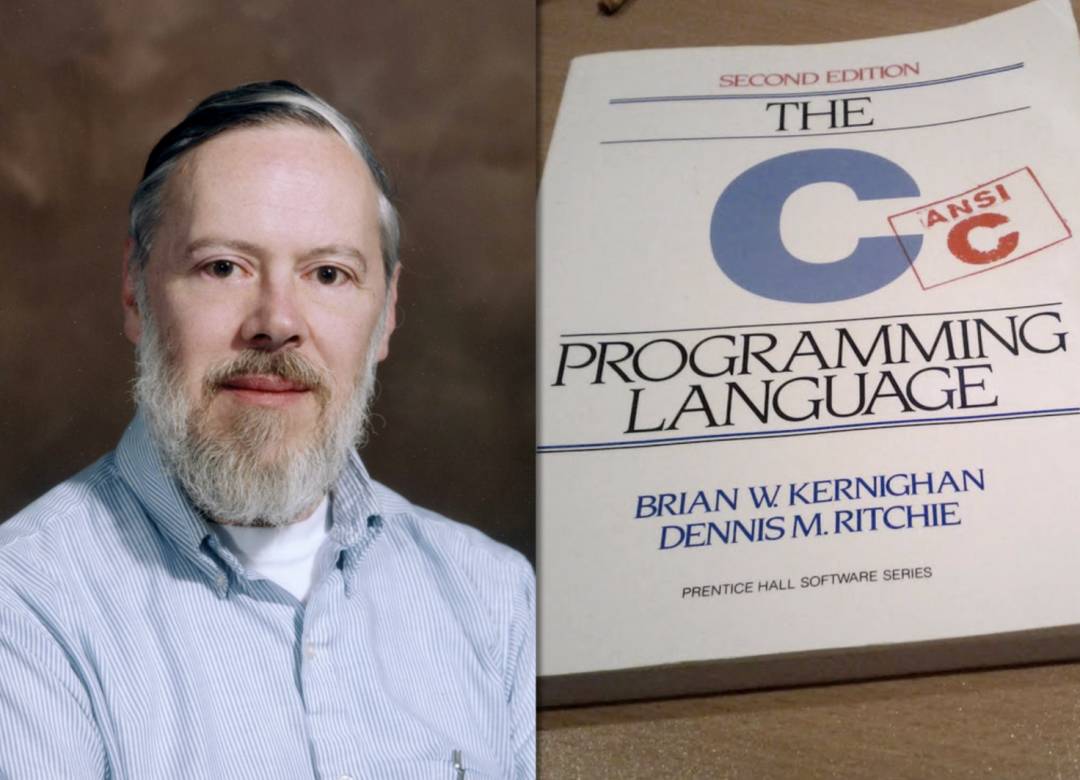 SECOND EDITION
THE
C
ANSI
C
PROGRAMMING
LANGUAGE
BRIAN W. KERNIGHAN
DENNIS M. RITCHIE
PRENTICE HALL SOFTWARE SERIES